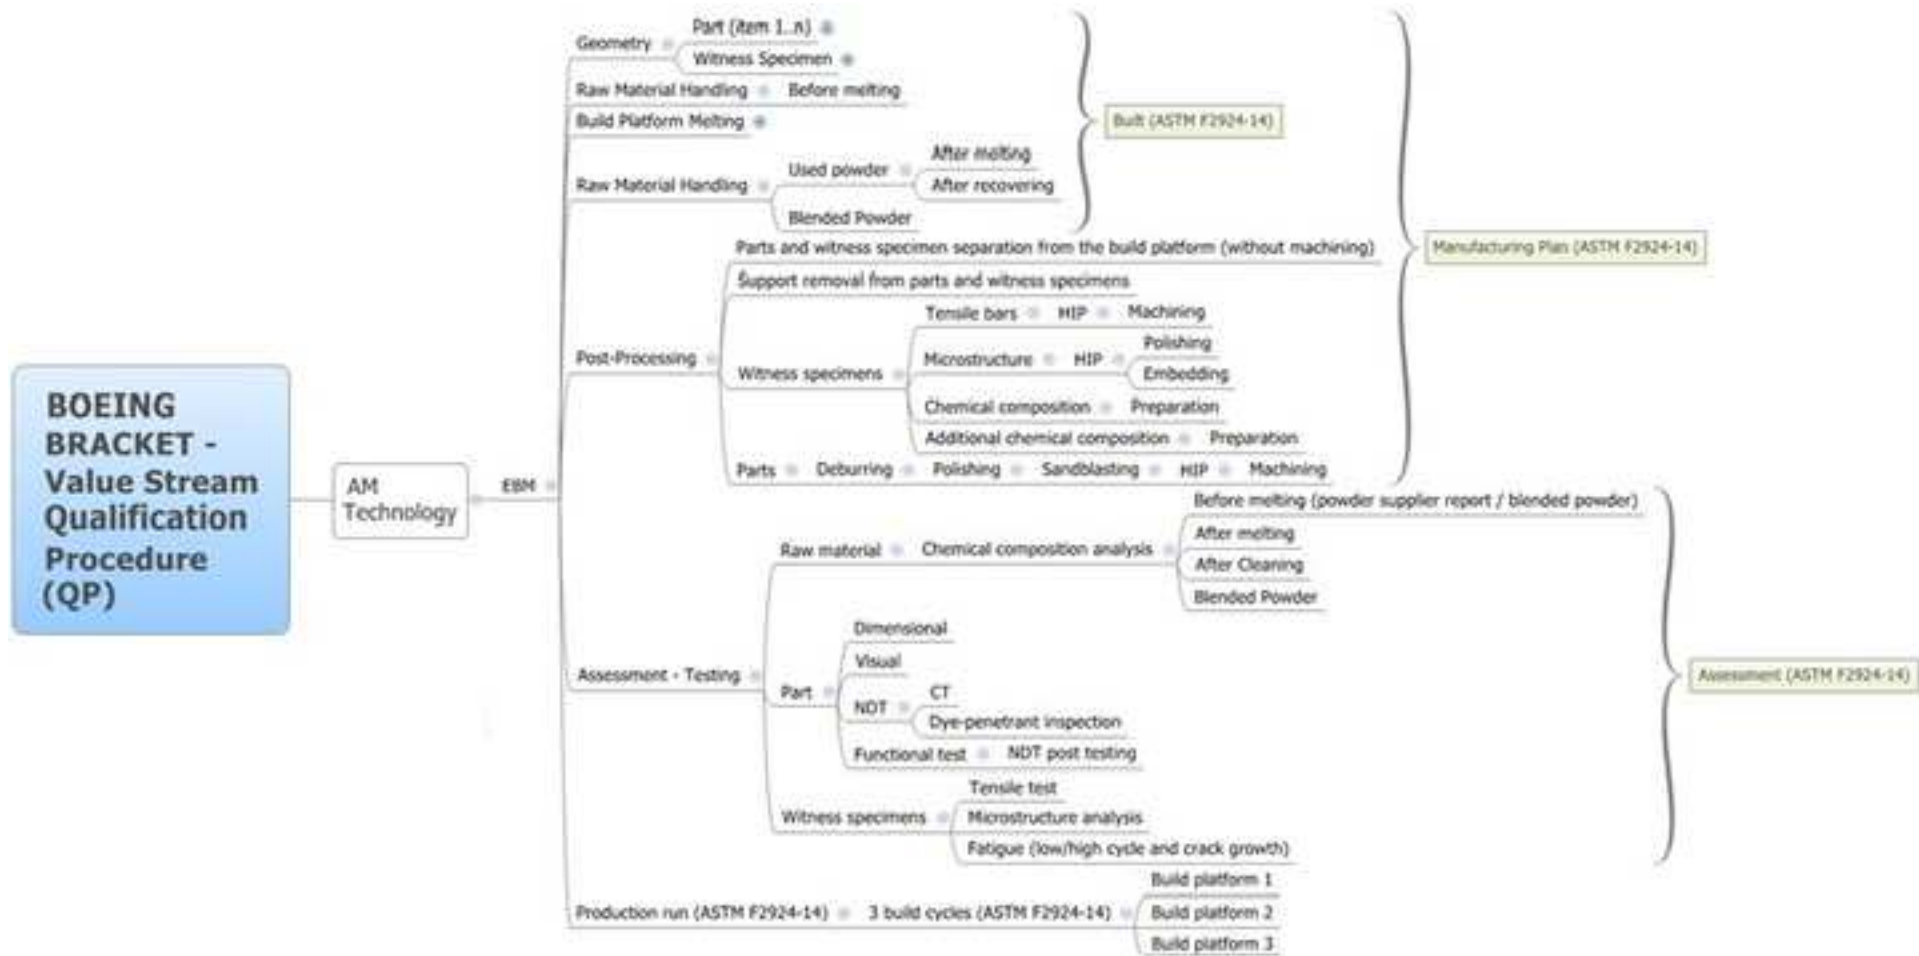 BOEING
BRACKET -
Value Stream
Qualification
Procedure
(QP)
AM
Technology
EBM
Geometry
Part (item 1..n)
Witness Specimen
Raw Material Handling
Before melting
Build Platform Melting
Raw Material Handling
Used powder
After melting
After recovering
Blended Powder
Built (ASTM F2924-14)
Post-Processing
Parts and witness specimen separation from the build platform (without machining)
Support removal from parts and witness specimens
Witness specimens
Tensile bars
HIP
Machining
Microstructure
HIP
Polishing
Embedding
Chemical composition
Preparation
Additional chemical composition
Preparation
Parts
Deburring
Polishing
Sandblasting
HIP
Machining
Manufacturing Plan (ASTM F2924-14)
Assessment - Testing
Raw material
Chemical composition analysis
Before melting (powder supplier report / blended powder)
After melting
After Cleaning
Blended Powder
Part
Dimensional
Visual
NDT
CT
Dye-penetrant inspection
Functional test
NDT post testing
Witness specimens
Tensile test
Microstructure analysis
Fatigue (low/high cycle and crack growth)
Assessment (ASTM F2924-14)
Production run (ASTM F2924-14)
3 build cycles (ASTM F2924-14)
Build platform 1
Build platform 2
Build platform 3